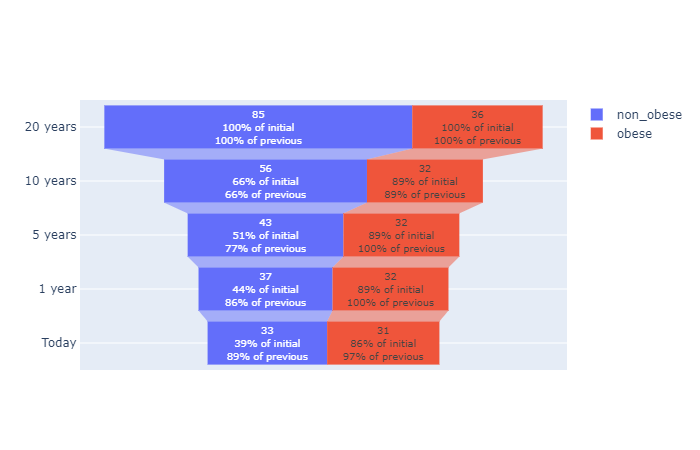 non_obese
obese
20 years
85
100% of initial
100% of previous
36
100% of initial
100% of previous
10 years
56
66% of initial
66% of previous
32
89% of initial
89% of previous
5 years
43
51% of initial
77% of previous
32
89% of initial
100% of previous
1 year
37
44% of initial
86% of previous
32
89% of initial
100% of previous
Today
33
39% of initial
89% of previous
31
86% of initial
97% of previous